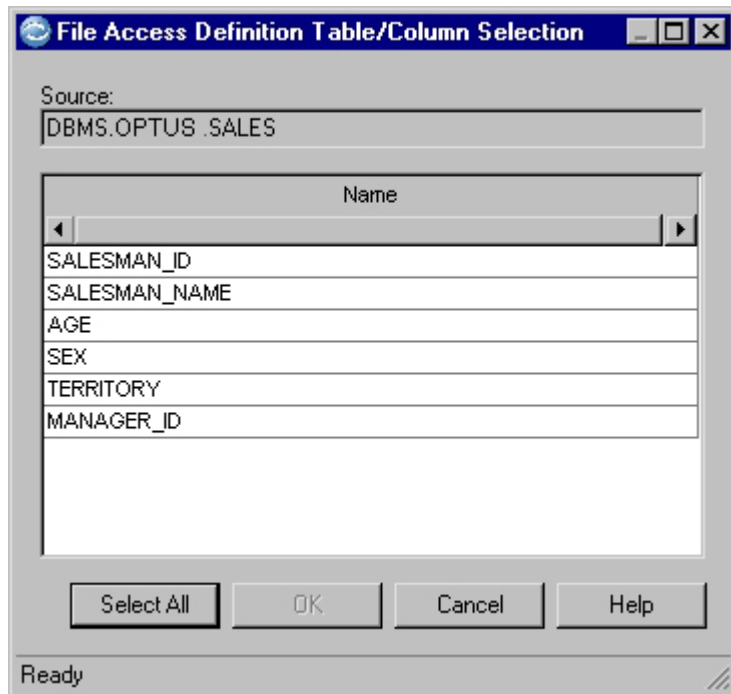 File Access Definition Table/Column Selection
Source:
DBMS.OPTUS .SALES
Name
SALESMAN_ID
SALESMAN_NAME
AGE
SEX
TERRITORY
MANAGER_ID
Select All OK Cancel Help
Ready